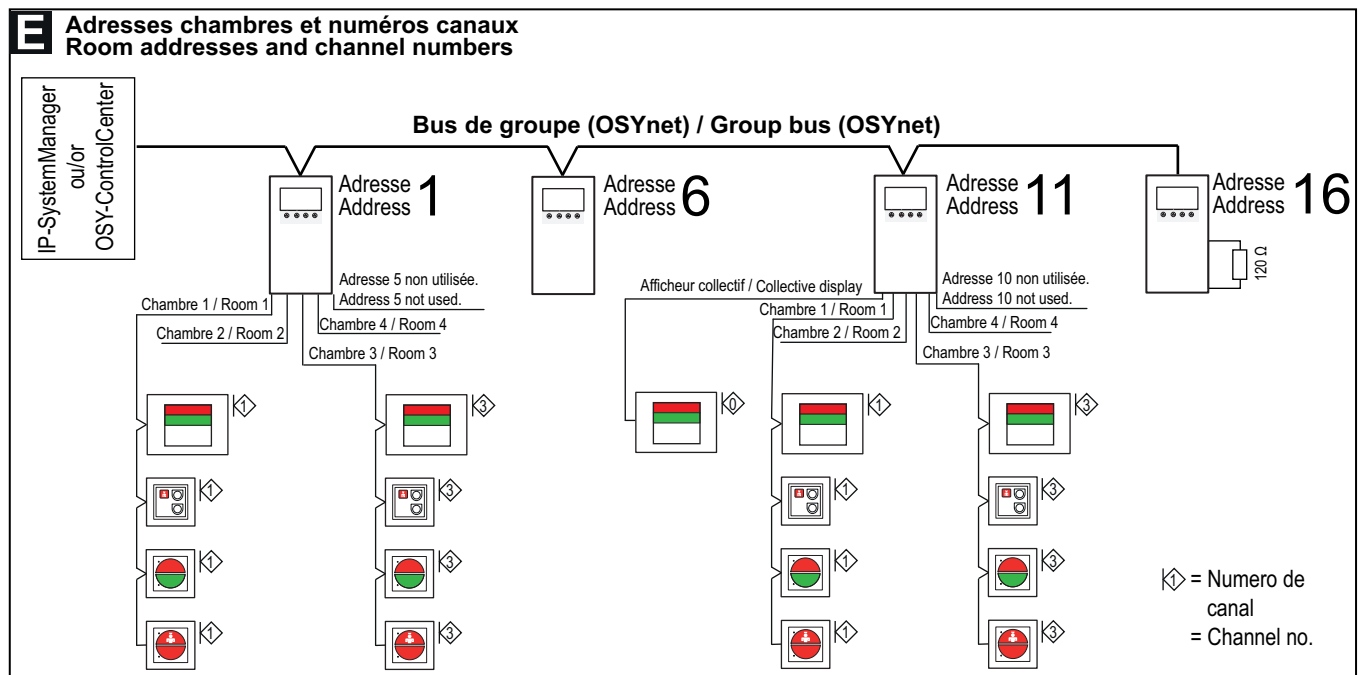 E
Adresses chambres et numéros canaux
Room addresses and channel numbers
IP-SystemManager
ou/or
OSY-ControlCenter
Bus de groupe (OSYnet) / Group bus (OSYnet)
Adresse
Address 1
Adresse
Address 6
Adresse
Address 11
Adresse
Address 16
120 Ω
Adresse 5 non utilisée.
Address 5 not used.
Chambre 1 / Room 1
Chambre 2 / Room 2
Chambre 4 / Room 4
Chambre 3 / Room 3
Afficheur collectif / Collective display
Adresse 10 non utilisée.
Address 10 not used.
Chambre 1 / Room 1
Chambre 2 / Room 2
Chambre 4 / Room 4
Chambre 3 / Room 3
1
3
0
1
3
1
3
1
3
1
3
1
3
1
3
1
3
1 = Numero de
canal
= Channel no.